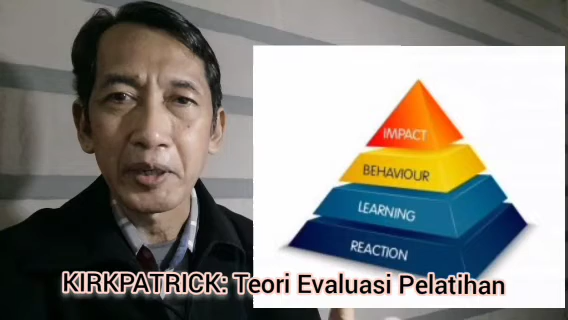 IMPACT
BEHAVIOUR
LEARNING
REACTION
KIRKPATRICK: Teori Evaluasi Pelatihan